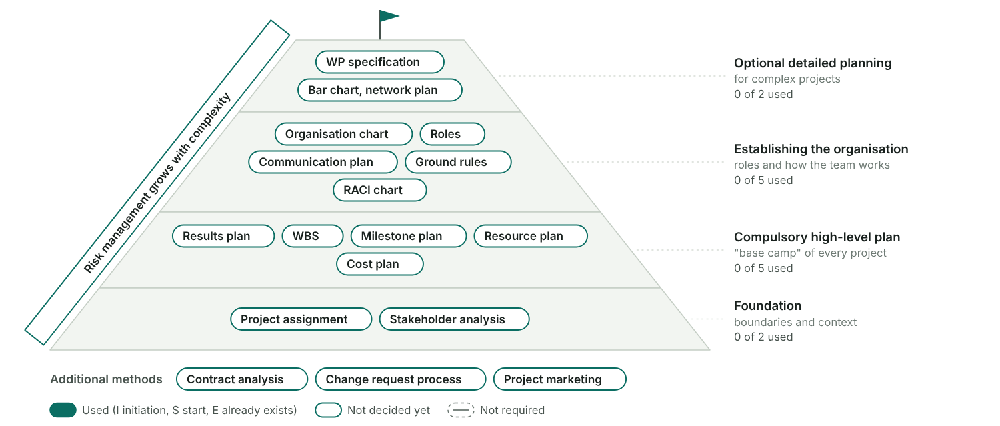 WP specification
Bar chart, network plan
Optional detailed planning
for complex projects
0 of 2 used
Risk management grows with complexity
Organisation chart
Roles
Communication plan
Ground rules
RACI chart
Establishing the organisation
roles and how the team works
0 of 5 used
Results plan
WBS
Milestone plan
Resource plan
Cost plan
Compulsory high-level plan
"base camp" of every project
0 of 5 used
Project assignment
Stakeholder analysis
Foundation
boundaries and context
0 of 2 used
Additional methods
Contract analysis
Change request process
Project marketing
Used (I initiation, S start, E already exists)
Not decided yet
Not required